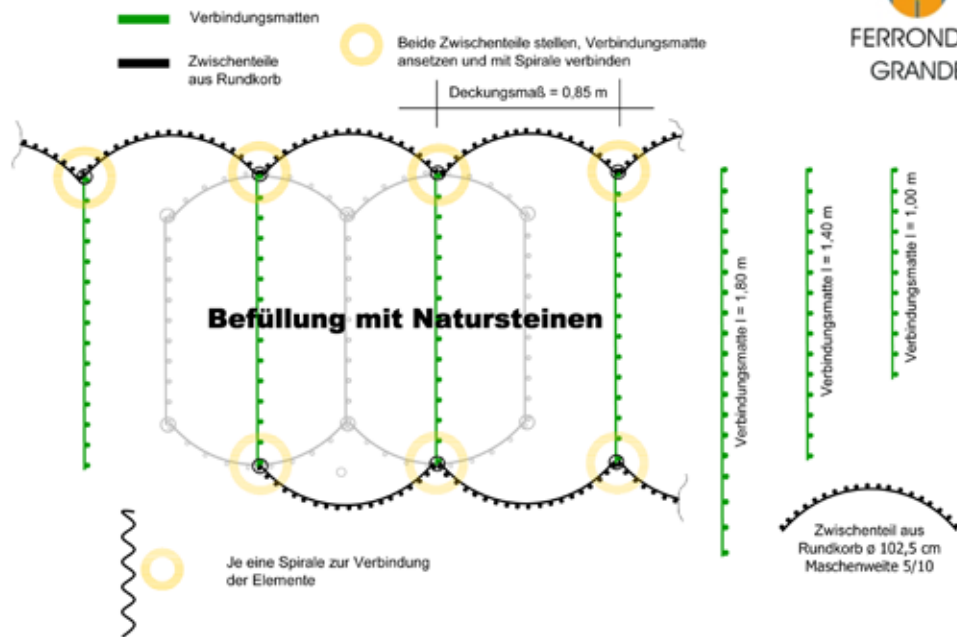 Verbindungsmatten
Zwischenteile
aus Rundkorb
Beide Zwischenteile stellen, Verbindungsmatte
ansetzen und mit Spirale verbinden
Deckungsmaß = 0,85 m
FERROND
GRANDE
Verbindungsmatte l = 1,80 m
Verbindungsmatte l = 1,40 m
Verbindungsmatte l = 1,00 m
Befüllung mit Natursteinen
Zwischenteil aus
Rundkorb ø 102,5 cm
Maschenweite 5/10
Je eine Spirale zur Verbindung
der Elemente